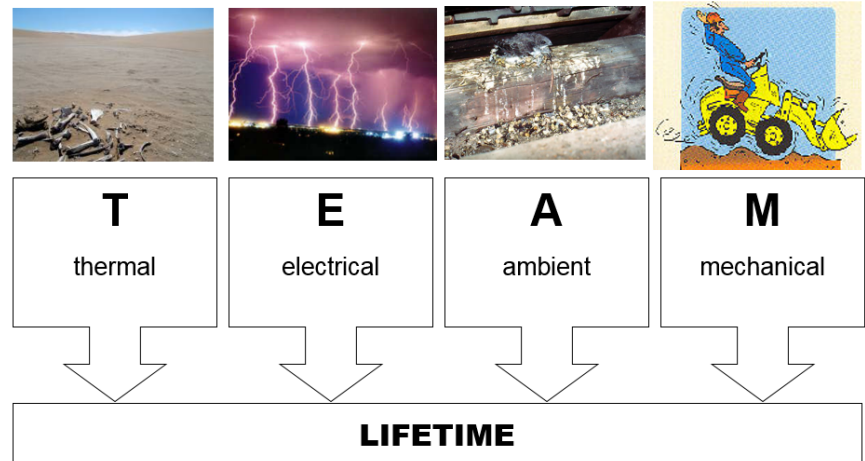 T
thermal
E
electrical
A
ambient
M
mechanical
LIFETIME